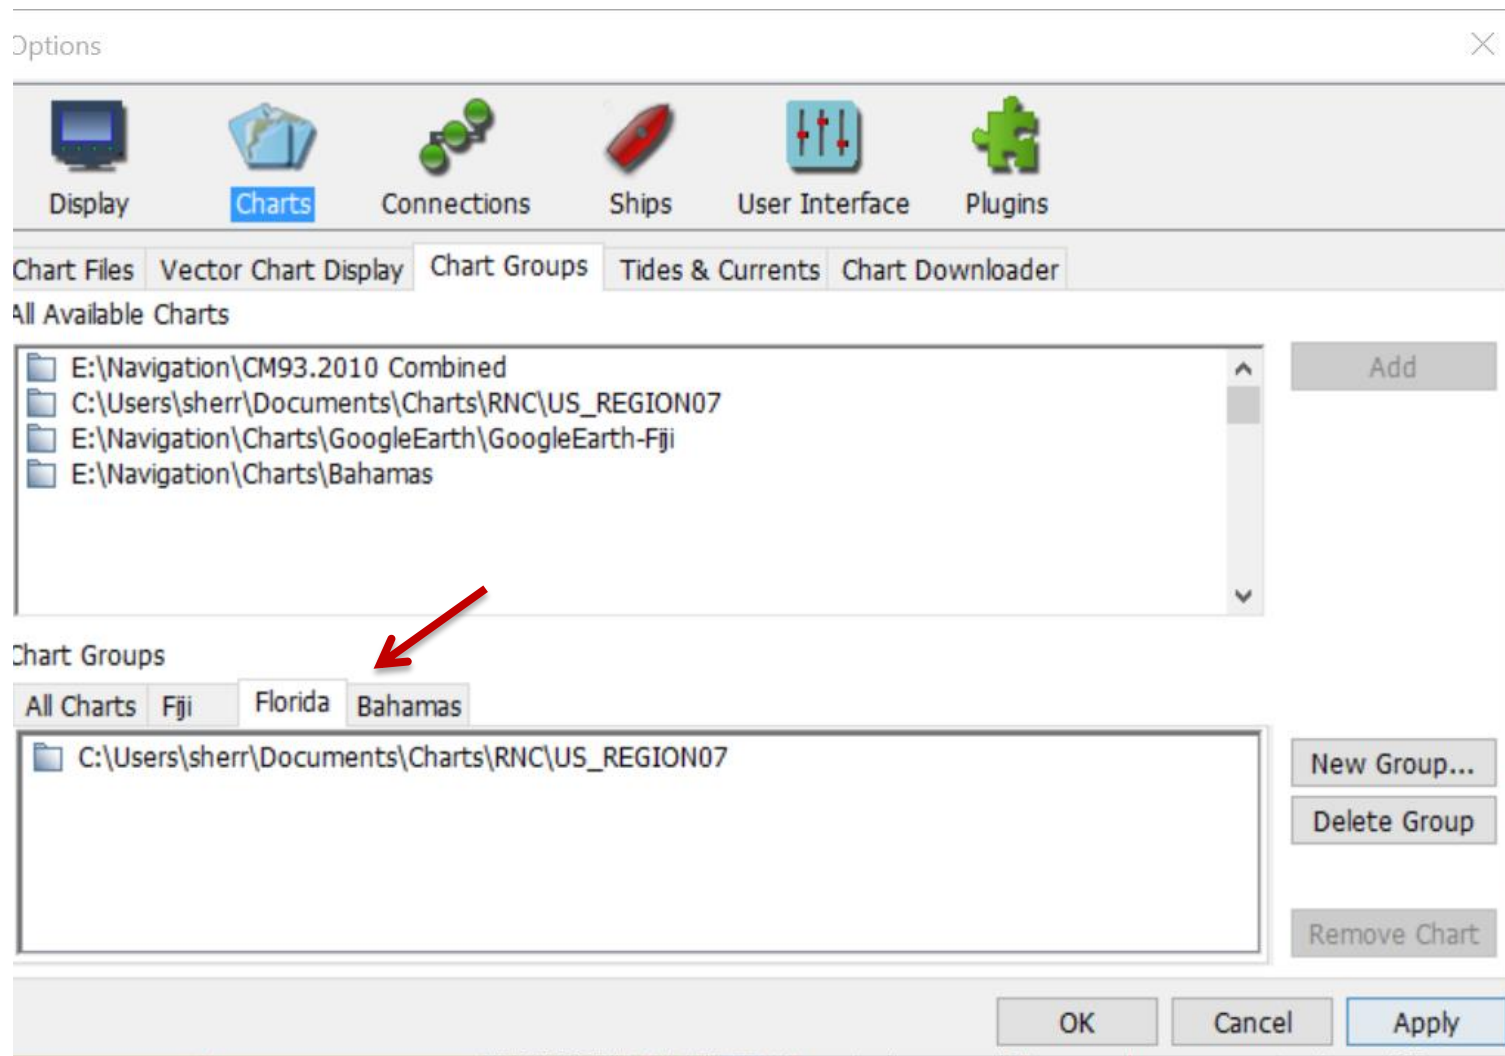 Options
Display Charts Connections Ships User Interface Plugins
Chart Files Vector Chart Display Chart Groups Tides & Currents Chart Downloader
All Available Charts
E:\Navigation\CM93.2010 Combined
Add
C:\Users\sherr\Documents\Charts\RNC\US_REGION07
E:\Navigation\Charts\GoogleEarth\GoogleEarth-Fiji
E:\Navigation\Charts\Bahamas
Chart Groups
All Charts Fiji Florida Bahamas
C:\Users\sherr\Documents\Charts\RNC\US_REGION07
New Group...
Delete Group
Remove Chart
OK Cancel Apply